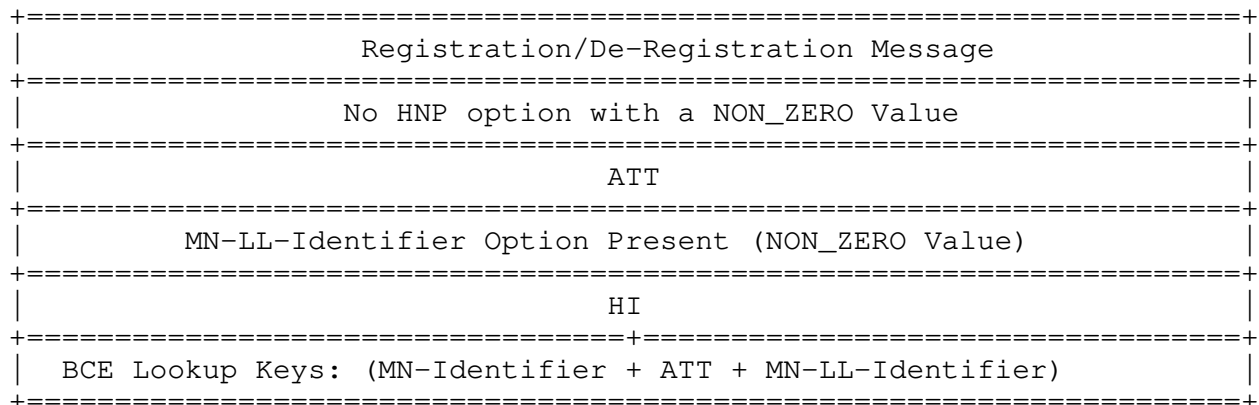 +=====================================================================+
|                   Registration/De-Registration Message              |
+=====================================================================+
|                  No HNP option with a NON_ZERO Value                |
+=====================================================================+
|                                 ATT                                 |
+=====================================================================+
|         MN-LL-Identifier Option Present (NON_ZERO Value)            |
+=====================================================================+
|                                 HI                                  |
+==================================+==================================+
|  BCE Lookup Keys: (MN-Identifier + ATT + MN-LL-Identifier)          |
+=====================================================================+